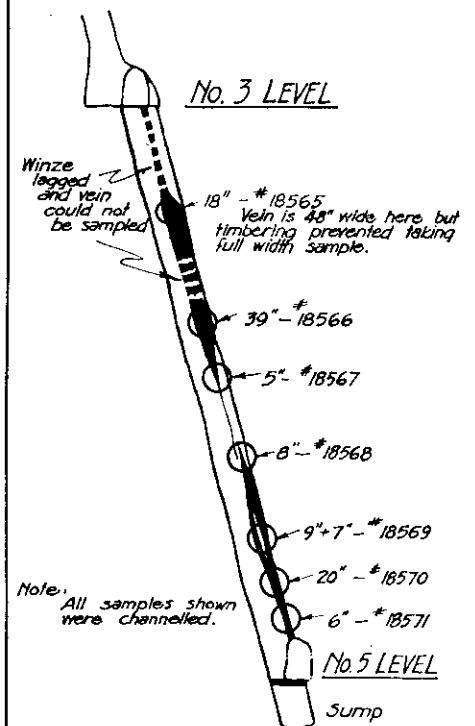 No. 3 LEVEL
Winze
lagged
and vein
could not
be sampled
18" - #18565
Vein is 48" wide here but
timbering prevented taking
full width sample.
39" - #18566
5" - #18567
8" - #18568
9" + 7" - #18569
20" - #18570
6" - #18571
Note.
All samples shown
were channelled.
No. 5 LEVEL
Sump